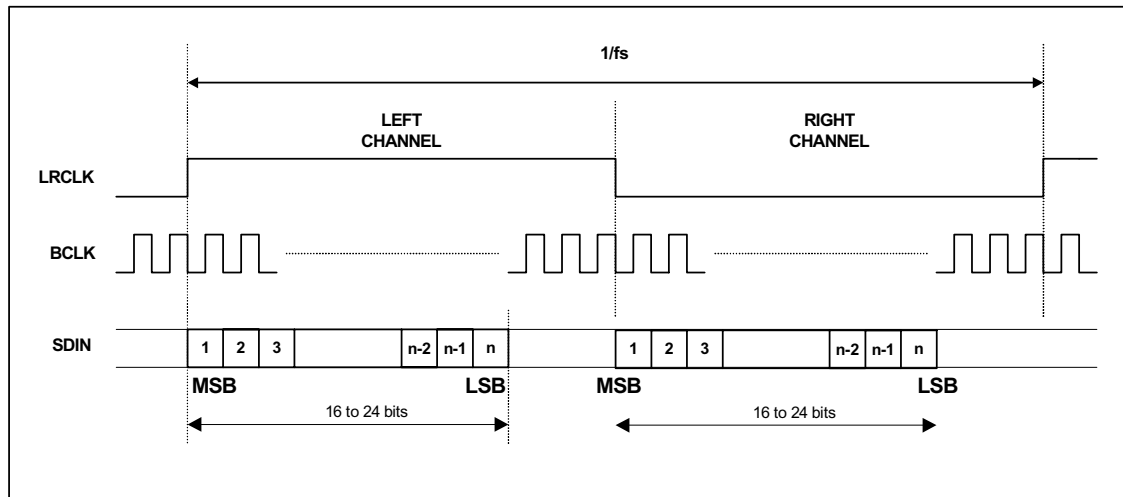 1/fs
LEFT
CHANNEL
RIGHT
CHANNEL
LRCLK
BCLK
SDIN
1 2 3 n-2 n-1 n 1 2 3 n-2 n-1 n
MSB LSB MSB LSB
16 to 24 bits 16 to 24 bits